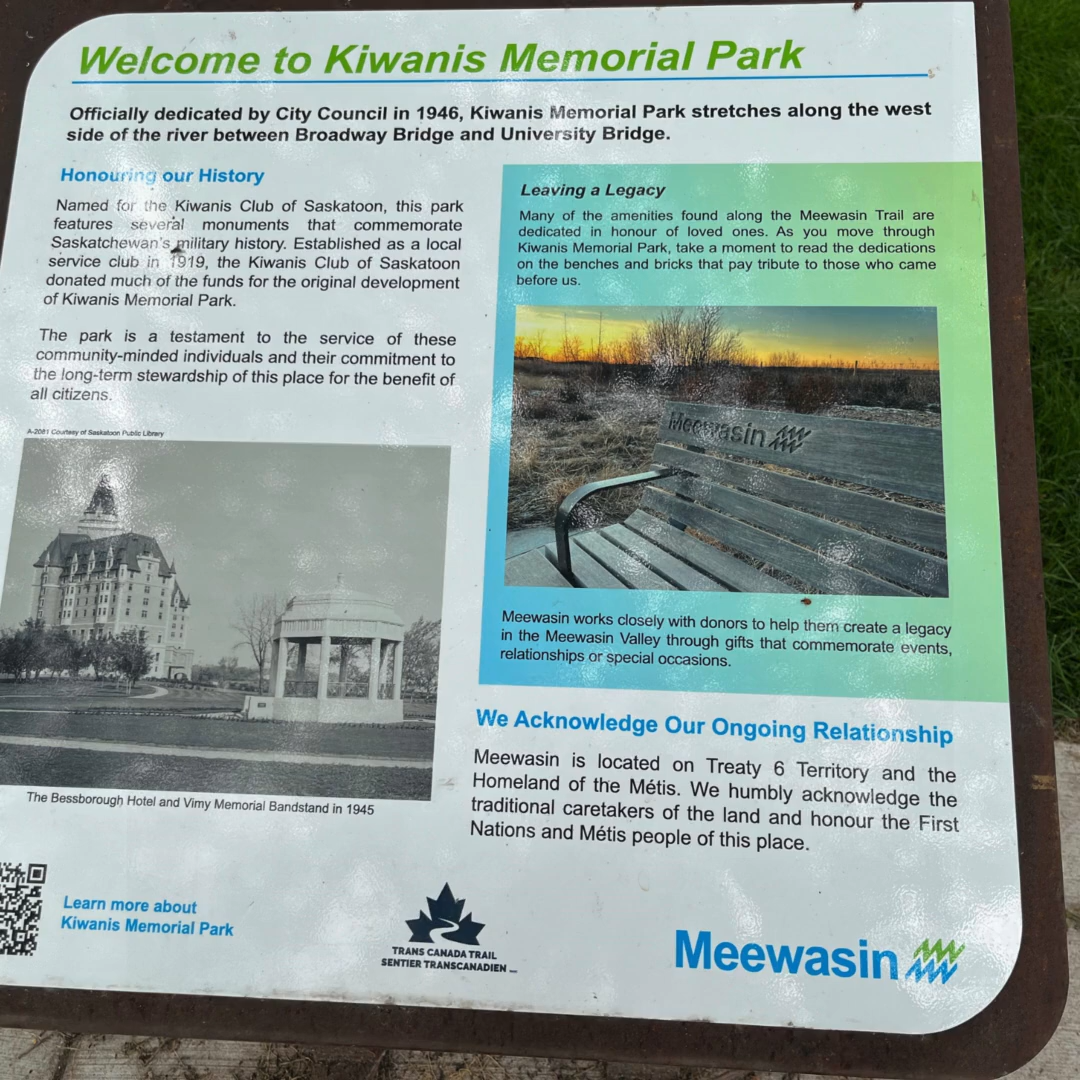 Welcome to Kiwanis Memorial Park
Officially dedicated by City Council in 1946, Kiwanis Memorial Park stretches along the west
side of the river between Broadway Bridge and University Bridge.
Honouring our History
Named for the Kiwanis Club of Saskatoon, this park
features several monuments that commemorate
Saskatchewan's military history. Established as a local
service club in 1919, the Kiwanis Club of Saskatoon
donated much of the funds for the original development
of Kiwanis Memorial Park.
The park is a testament to the service of these
community-minded individuals and their commitment to
the long-term stewardship of this place for the benefit of
all citizens.
A-2081 Courtesy of Saskatoon Public Library
The Bessborough Hotel and Vimy Memorial Bandstand in 1945
Leaving a Legacy
Many of the amenities found along the Meewasin Trail are
dedicated in honour of loved ones. As you move through
Kiwanis Memorial Park, take a moment to read the dedications
on the benches and bricks that pay tribute to those who came
before us.
Meewasin
Meewasin works closely with donors to help them create a legacy
in the Meewasin Valley through gifts that commemorate events,
relationships or special occasions.
We Acknowledge Our Ongoing Relationship
Meewasin is located on Treaty 6 Territory and the
Homeland of the Métis. We humbly acknowledge the
traditional caretakers of the land and honour the First
Nations and Métis people of this place.
Learn more about
Kiwanis Memorial Park
TRANS CANADA TRAIL
SENTIER TRANSCANADIEN
Meewasin